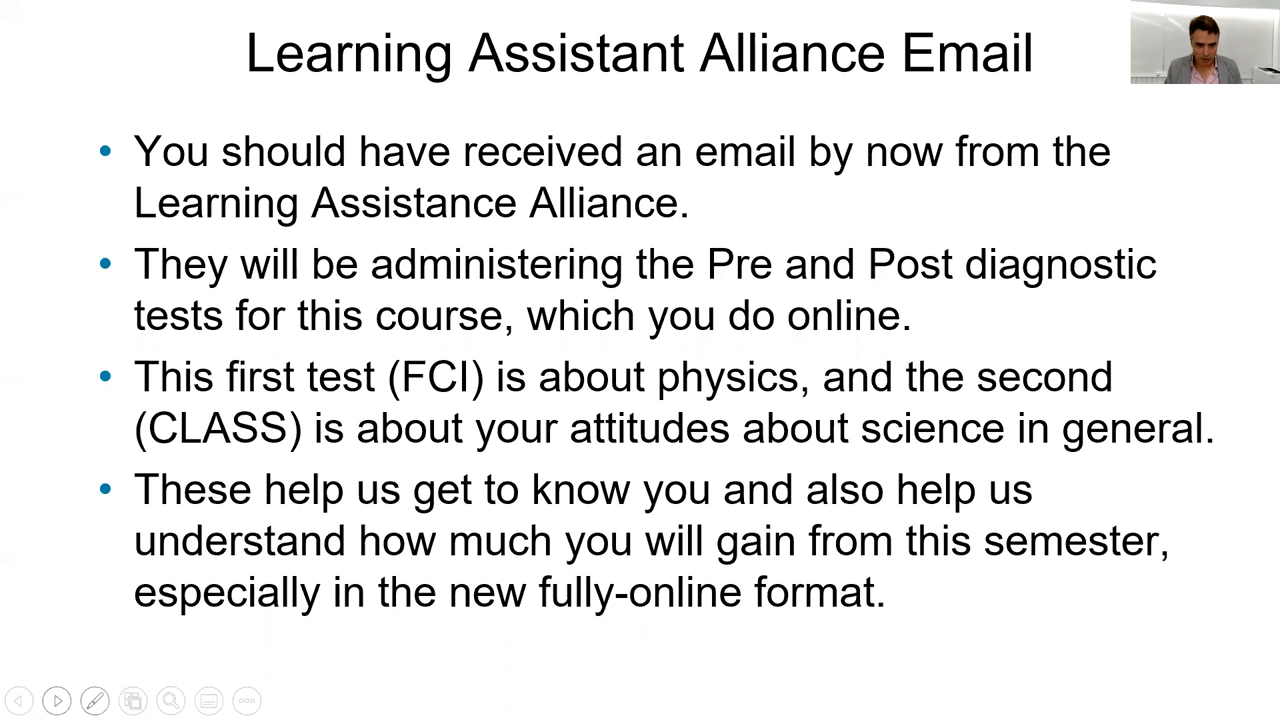 Learning Assistant Alliance Email
• You should have received an email by now from the
Learning Assistance Alliance.
• They will be administering the Pre and Post diagnostic
tests for this course, which you do online.
• This first test (FCI) is about physics, and the second
(CLASS) is about your attitudes about science in general.
• These help us get to know you and also help us
understand how much you will gain from this semester,
especially in the new fully-online format.